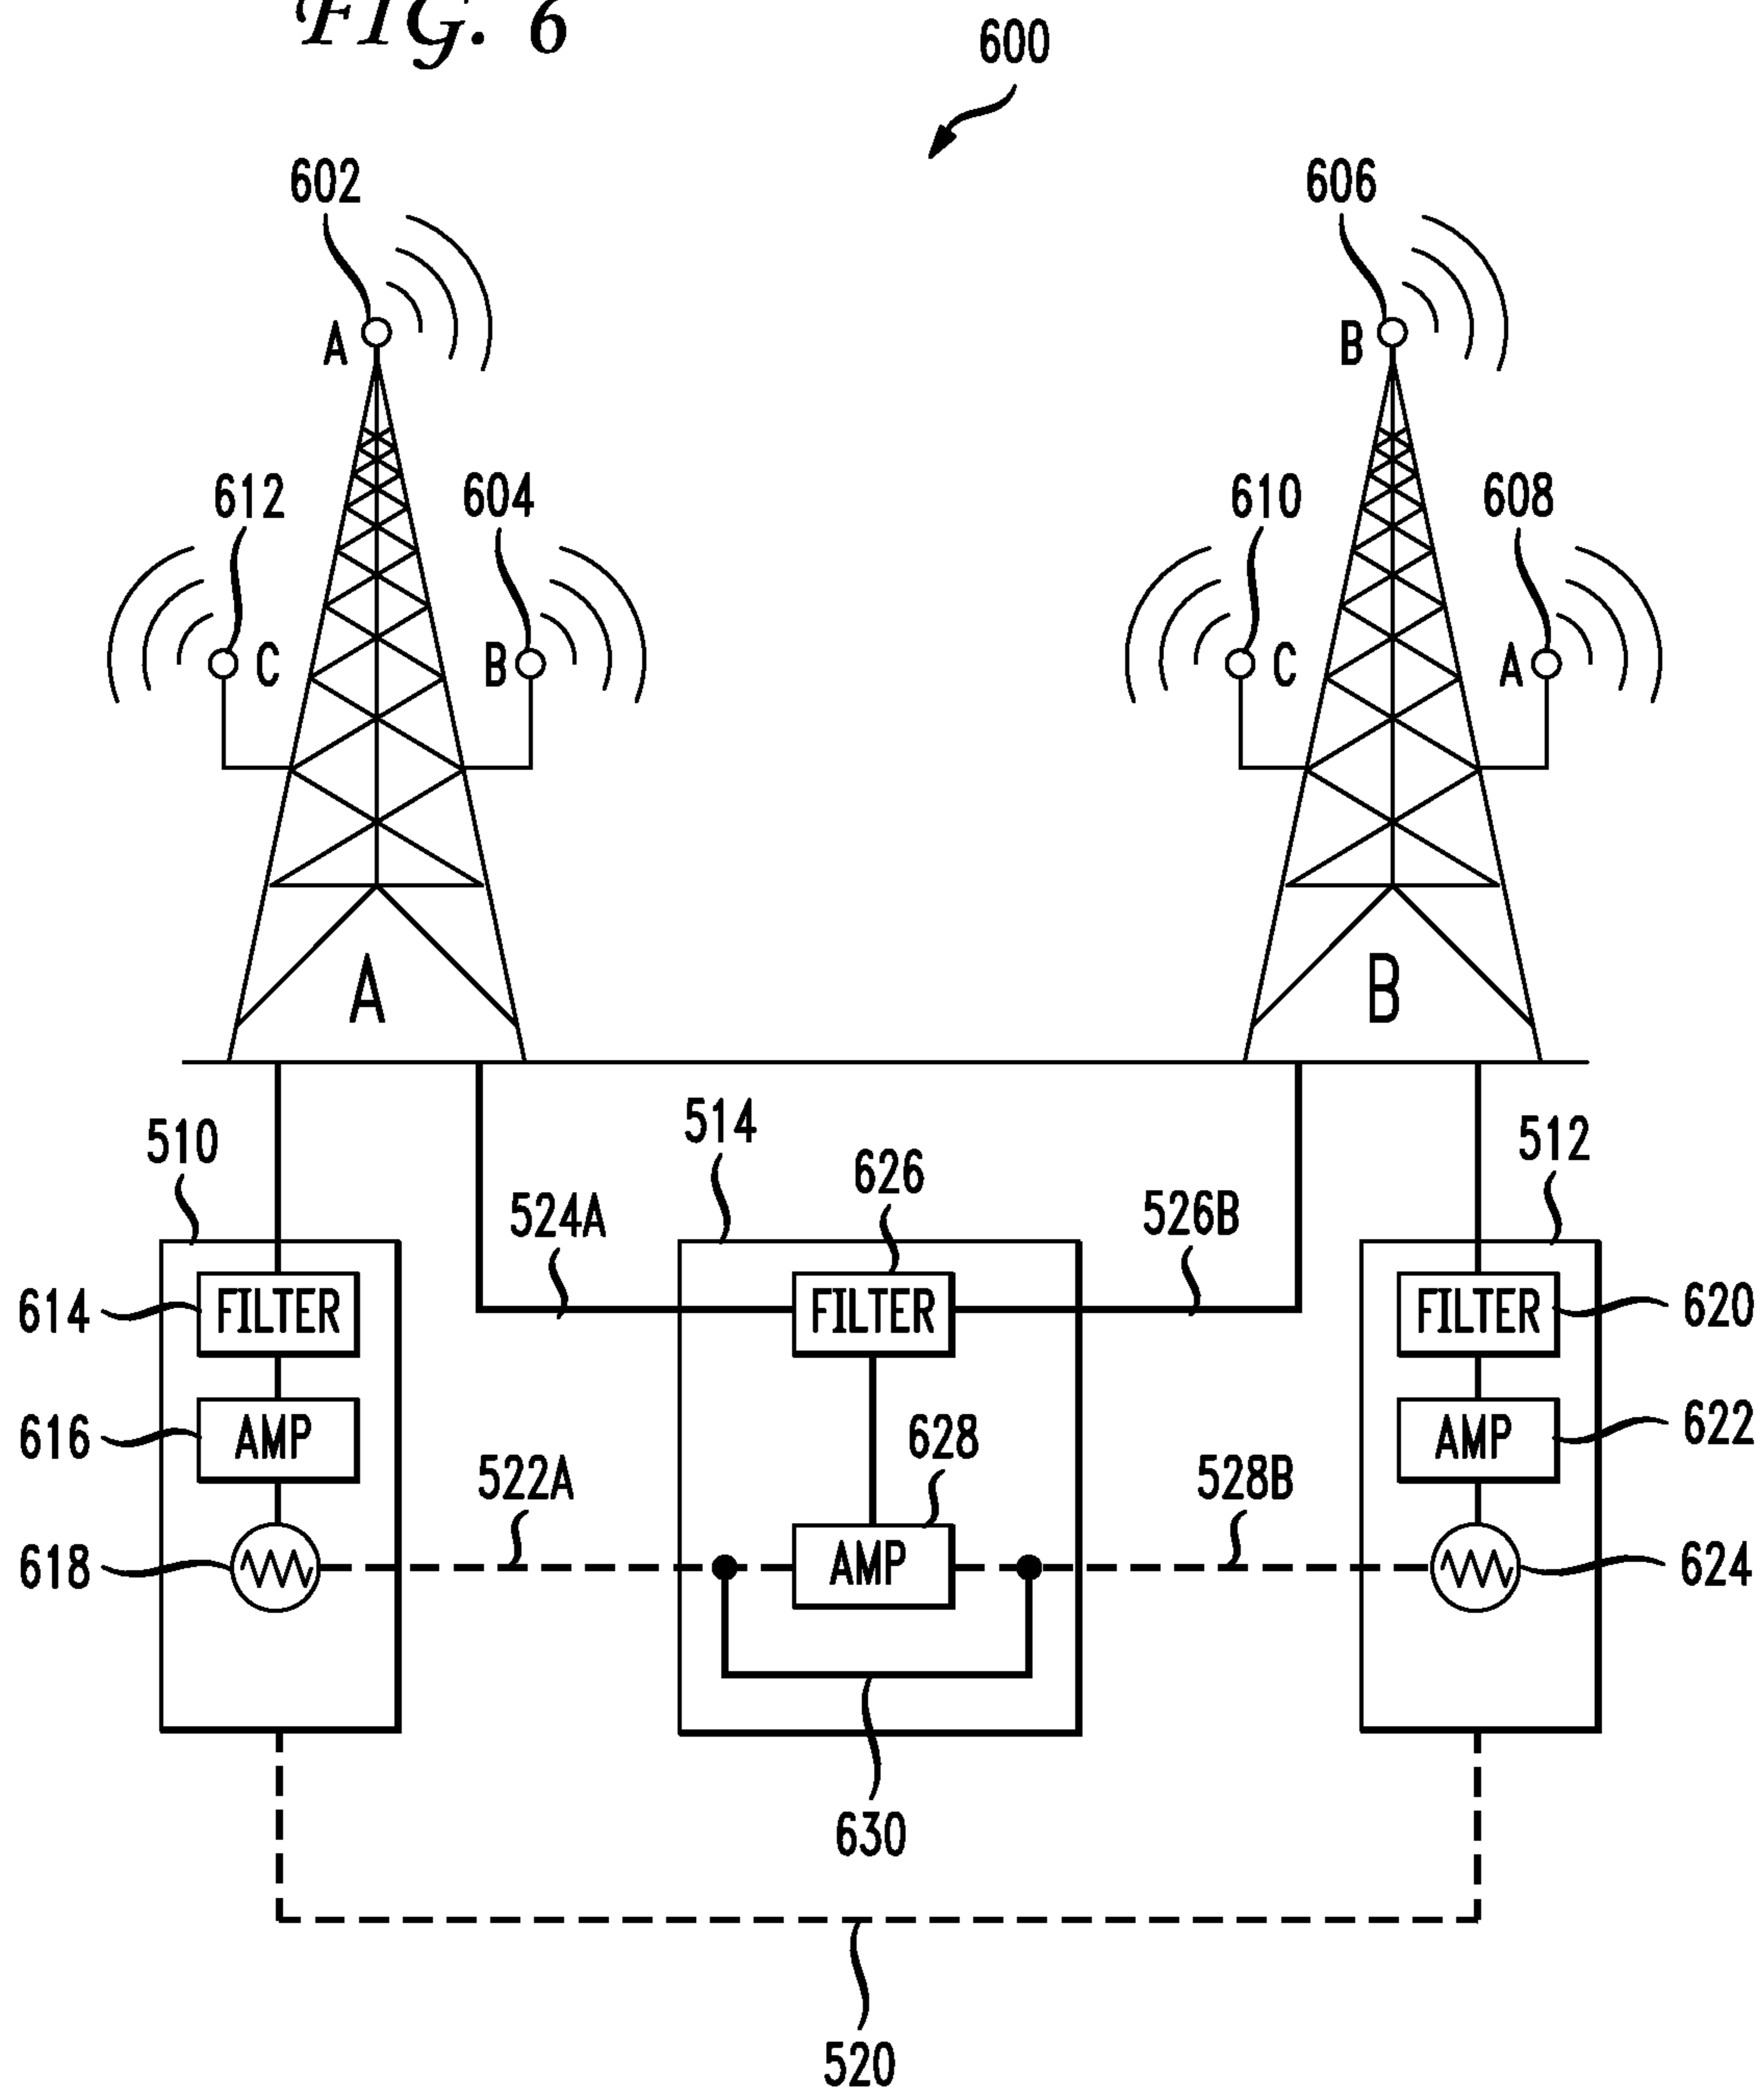 FIG. 6
600
602
606
A
B
612
604
610
608
C
B
C
A
A
B
510
514
512
626
524A
526B
614
FILTER
FILTER
FILTER
620
616
AMP
628
AMP
622
522A
528B
618
AMP
624
630
520